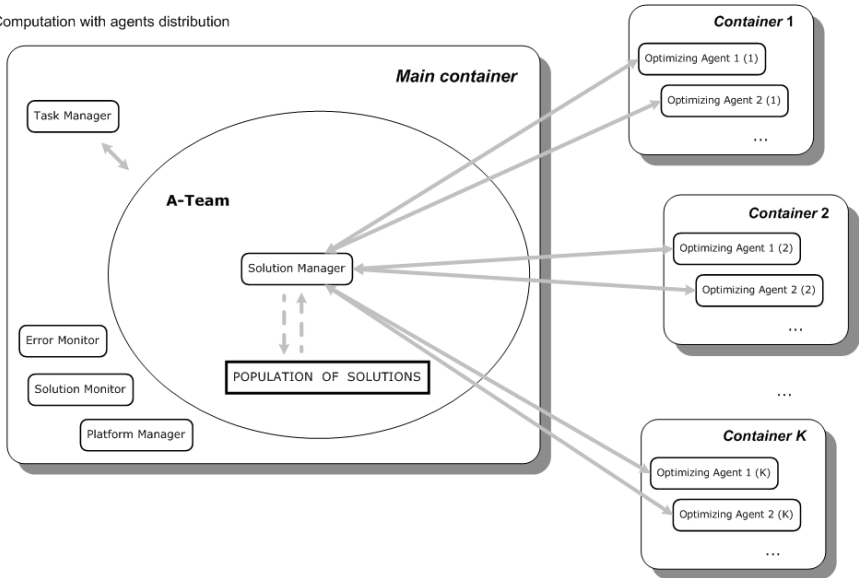 Computation with agents distribution
Main container
Task Manager
A-Team
Solution Manager
POPULATION OF SOLUTIONS
Error Monitor
Solution Monitor
Platform Manager
Container 1
Optimizing Agent 1 (1)
Optimizing Agent 2 (1)
...
Container 2
Optimizing Agent 1 (2)
Optimizing Agent 2 (2)
...
...
Container K
Optimizing Agent 1 (K)
Optimizing Agent 2 (K)
...